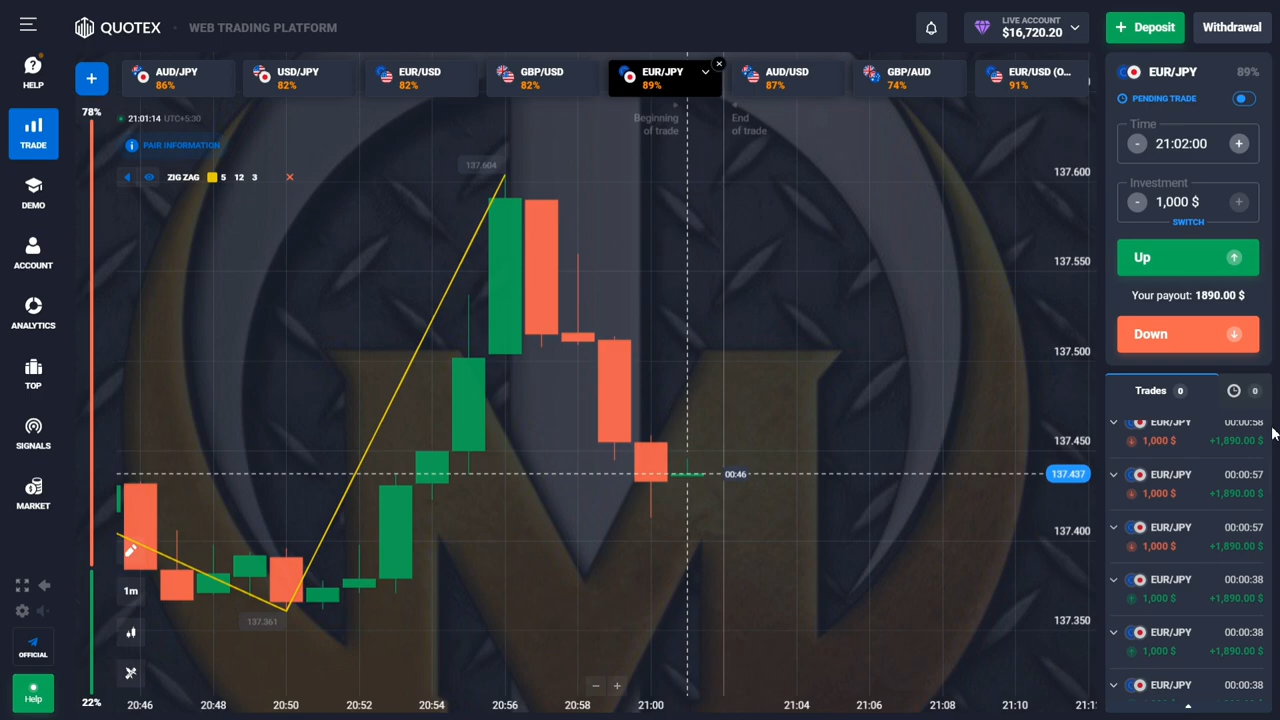 QUOTEX
WEB TRADING PLATFORM
LIVE ACCOUNT
$16,720.20
Deposit
Withdrawal
HELP
TRADE
DEMO
ACCOUNT
ANALYTICS
TOP
SIGNALS
MARKET
OFFICIAL
Help
+
AUD/JPY
86%
USD/JPY
82%
EUR/USD
82%
GBP/USD
82%
EUR/JPY
89%
AUD/USD
87%
GBP/AUD
74%
EUR/USD (O...
91%
78%
22%
21:01:14 UTC+5:30
PAIR INFORMATION
ZIG ZAG 5 12 3
Beginning
of trade
End
of trade
137.604
137.361
00:46
137.600
137.550
137.500
137.450
137.437
137.400
137.350
1m
20:46 20:48 20:50 20:52 20:54 20:56 20:58 21:00 21:04 21:06 21:08 21:10 21:1
EUR/JPY 89%
PENDING TRADE
Time
- 21:02:00 +
Investment
- 1,000 $ +
SWITCH
Up
Your payout: 1890.00 $
Down
Trades 0 0
EUR/JPY 00:00:58
1,000 $ +1,890.00 $
EUR/JPY 00:00:57
1,000 $ +1,890.00 $
EUR/JPY 00:00:57
1,000 $ +1,890.00 $
EUR/JPY 00:00:38
1,000 $ +1,890.00 $
EUR/JPY 00:00:38
1,000 $ +1,890.00 $
EUR/JPY 00:00:38